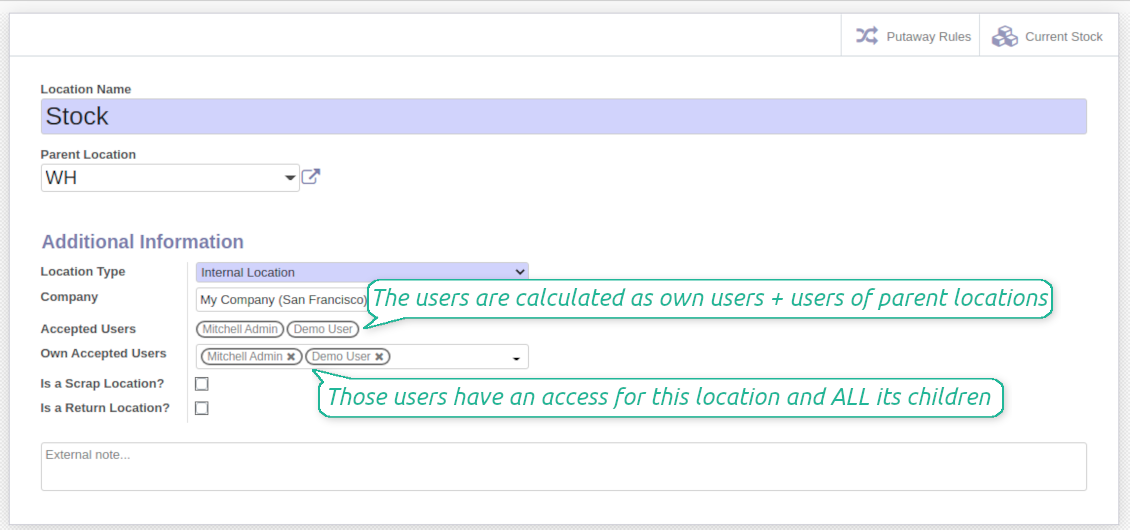 Putaway Rules
Current Stock
Location Name
Stock
Parent Location
WH
Additional Information
Location Type
Internal Location
Company
My Company (San Francisco)
The users are calculated as own users + users of parent locations
Accepted Users
Mitchell Admin
Demo User
Own Accepted Users
Mitchell Admin ✖
Demo User ✖
Is a Scrap Location?
Those users have an access for this location and ALL its children
Is a Return Location?
External note...